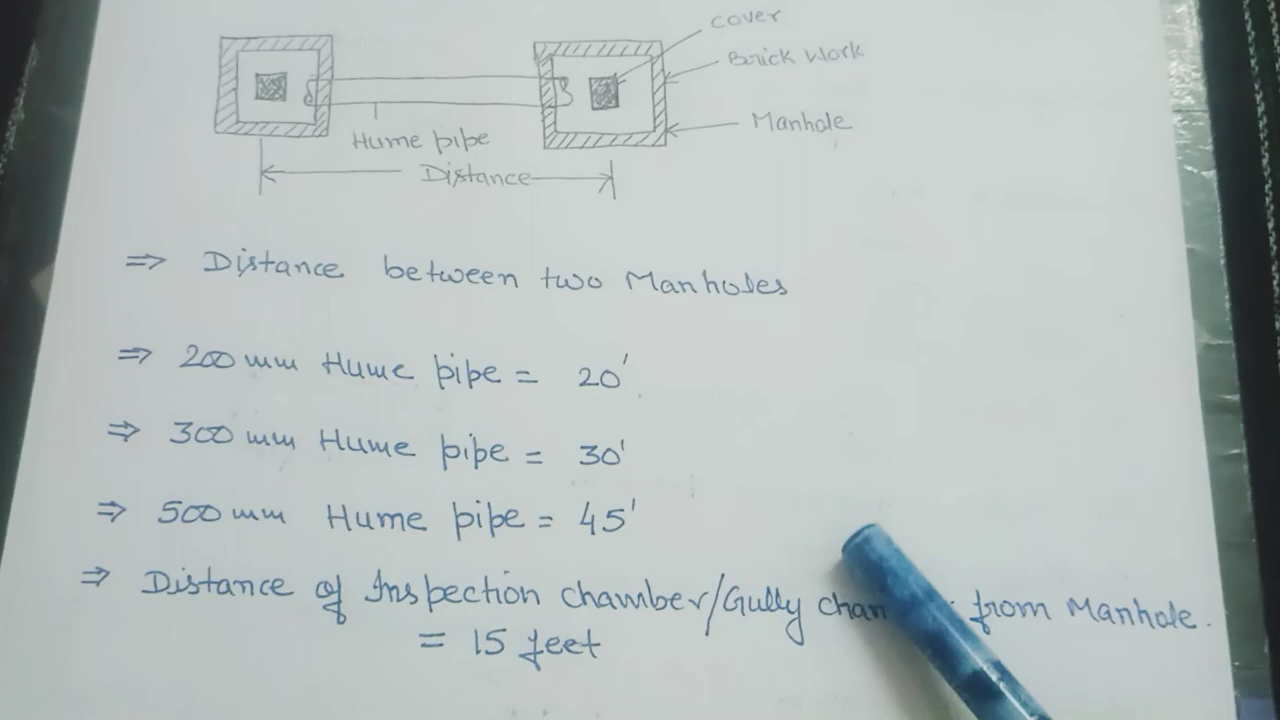 cover
Brick Work
Manhole
Hume pipe
Distance
⇒ Distance between two Manholes
⇒ 200 mm Hume pipe = 20'
⇒ 300 mm Hume pipe = 30'
⇒ 500 mm Hume pipe = 45'
⇒ Distance of Inspection chamber/Gully from Manhole.
= 15 feet